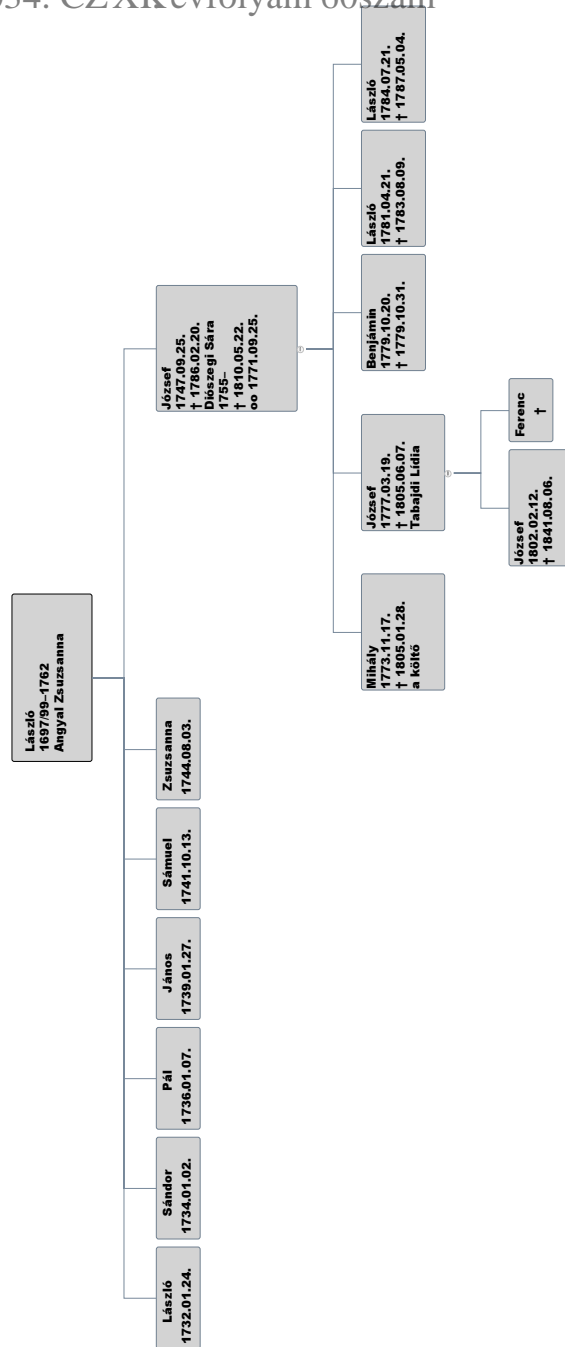 László
1697/99–1762
Angyal Zsuzsanna
László
1732.01.24.
Sándor
1734.01.02.
Pál
1736.01.07.
János
1739.01.27.
Sámuel
1741.10.13.
Zsuzsanna
1744.08.03.
József
1747.09.25.
† 1786.02.20.
Diószegi Sára
1755–
† 1810.05.22.
oo 1771.09.25.
Mihály
1773.11.17.
† 1805.01.28.
a költő
József
1777.03.19.
† 1805.06.07.
Tabajdi Lídia
Benjámin
1779.10.20.
† 1779.10.31.
László
1781.04.21.
† 1783.08.09.
László
1784.07.21.
† 1787.05.04.
József
1802.02.12.
† 1841.08.06.
Ferenc
†